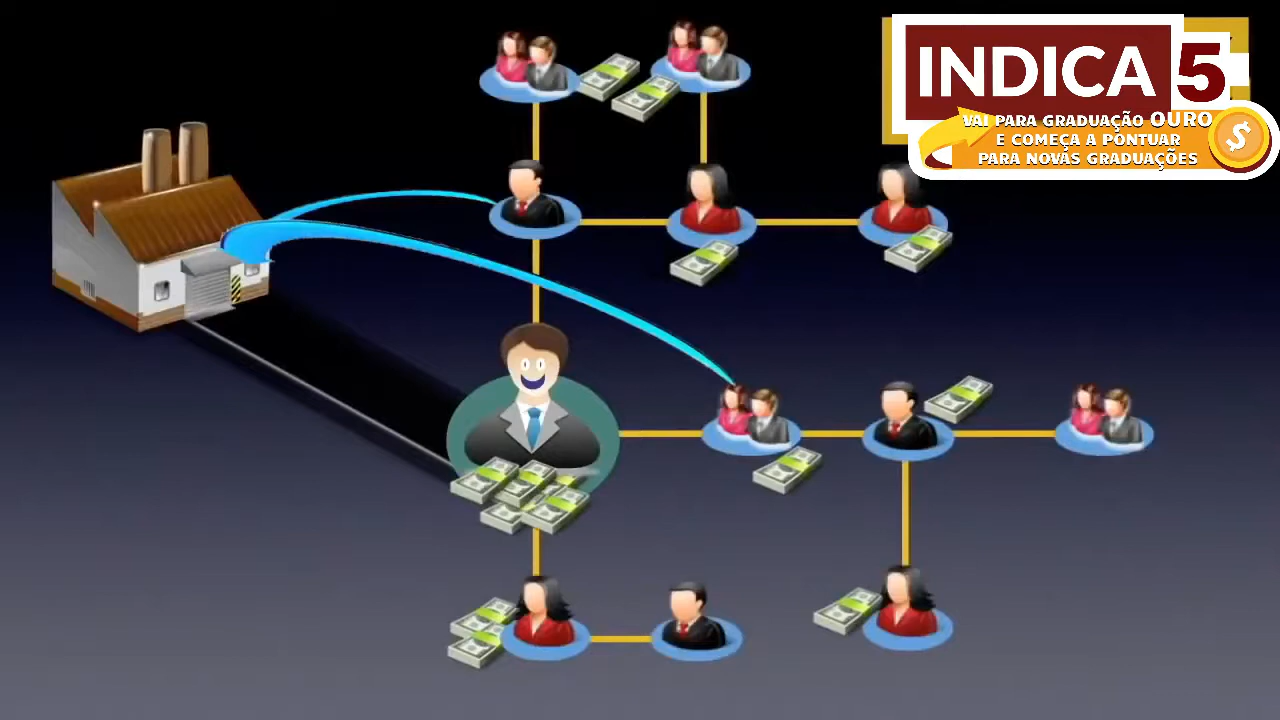 INDICA 5
VAI PARA GRADUAÇÃO OURO
E COMEÇA A PONTUAR
PARA NOVAS GRADUAÇÕES